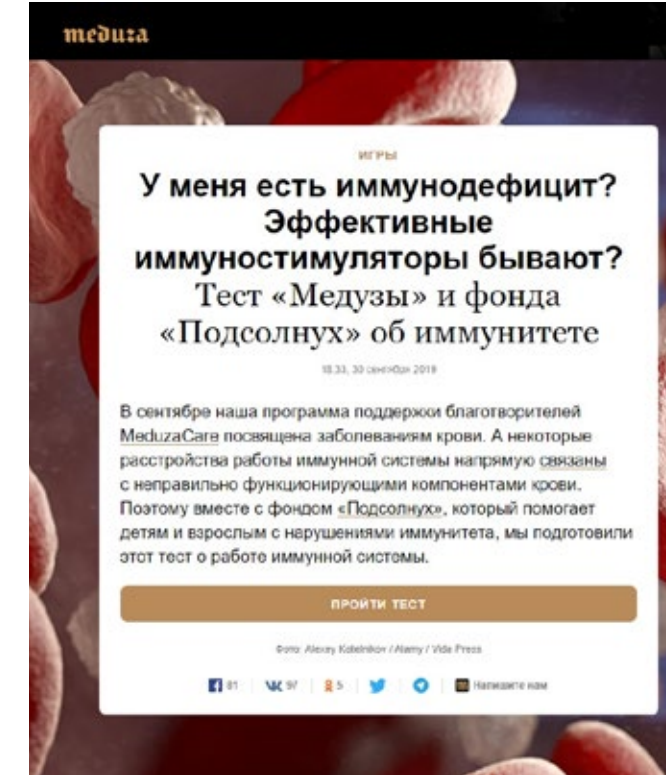 meduza
ИГРЫ
У меня есть иммунодефицит?
Эффективные
иммуностимуляторы бывают?
Тест «Медузы» и фонда
«Подсолнух» об иммунитете
18:33, 30 сентября 2019
В сентябре наша программа поддержки благотворителей
MeduzaCare посвящена заболеваниям крови. А некоторые
расстройства работы иммунной системы напрямую связаны
с неправильно функционирующими компонентами крови.
Поэтому вместе с фондом «Подсолнух», который помогает
детям и взрослым с нарушениями иммунитета, мы подготовили
этот тест о работе иммунной системы.
ПРОЙТИ ТЕСТ
Фото: Alexey Kotelnikov / Alamy / Vida Press
81 97 5 Напишите нам